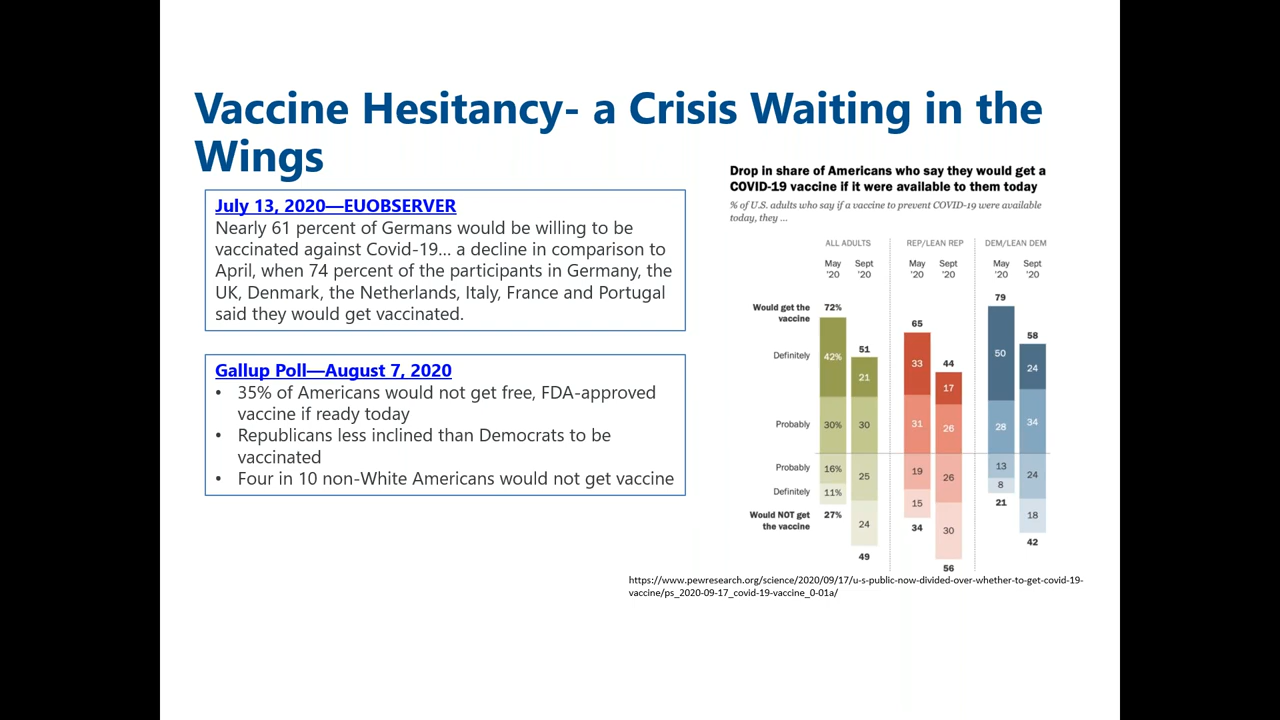 Vaccine Hesitancy- a Crisis Waiting in the
Wings
July 13, 2020—EUOBSERVER
Nearly 61 percent of Germans would be willing to be
vaccinated against Covid-19... a decline in comparison to
April, when 74 percent of the participants in Germany, the
UK, Denmark, the Netherlands, Italy, France and Portugal
said they would get vaccinated.
Gallup Poll—August 7, 2020
• 35% of Americans would not get free, FDA-approved
vaccine if ready today
• Republicans less inclined than Democrats to be
vaccinated
• Four in 10 non-White Americans would not get vaccine
Drop in share of Americans who say they would get a
COVID-19 vaccine if it were available to them today
% of U.S. adults who say if a vaccine to prevent COVID-19 were available
today, they ...
ALL ADULTS REP/LEAN REP DEM/LEAN DEM
May Sept May Sept May Sept
'20 '20 '20 '20 '20 '20
79
Would get the 72%
vaccine
65
58
51
44
Definitely 42% 21 33 17 50 24
Probably 30% 30 31 26 28 34
Probably 16% 25 19 26 13 24
Definitely 11% 24 15 30 8 18
Would NOT get 27% 34 21
the vaccine
42
49
56
https://www.pewresearch.org/science/2020/09/17/u-s-public-now-divided-over-whether-to-get-covid-19-
vaccine/ps_2020-09-17_covid-19-vaccine_0-01a/